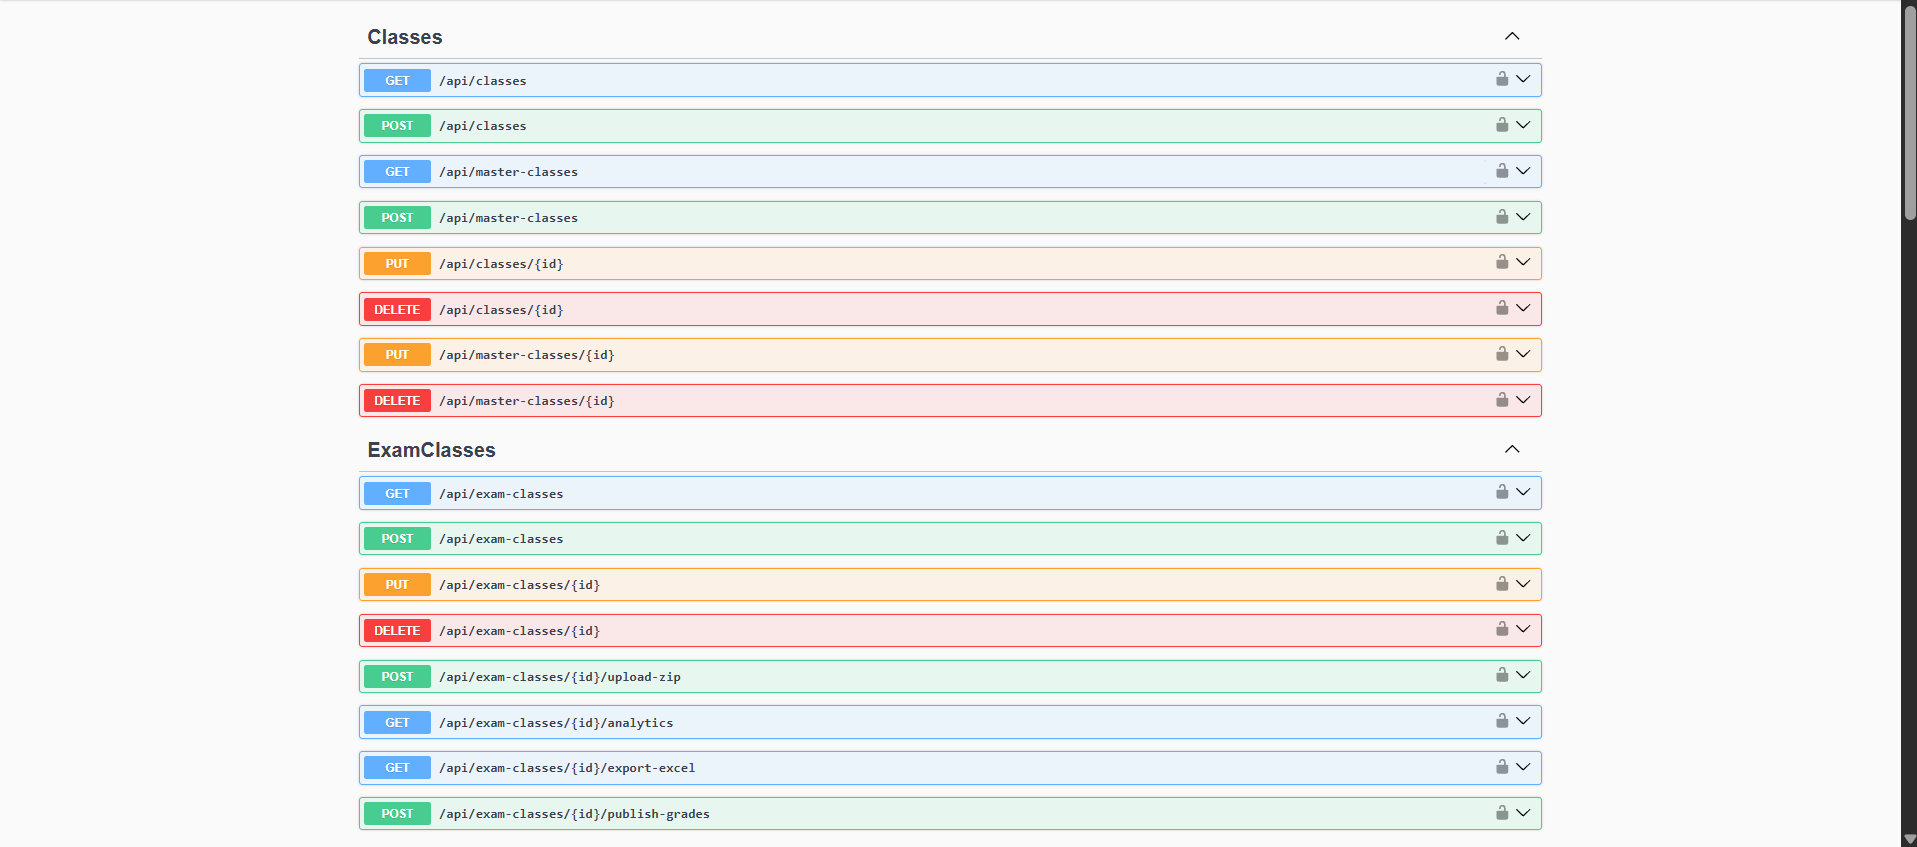 Classes
GET /api/classes
POST /api/classes
GET /api/master-classes
POST /api/master-classes
PUT /api/classes/{id}
DELETE /api/classes/{id}
PUT /api/master-classes/{id}
DELETE /api/master-classes/{id}
ExamClasses
GET /api/exam-classes
POST /api/exam-classes
PUT /api/exam-classes/{id}
DELETE /api/exam-classes/{id}
POST /api/exam-classes/{id}/upload-zip
GET /api/exam-classes/{id}/analytics
GET /api/exam-classes/{id}/export-excel
POST /api/exam-classes/{id}/publish-grades